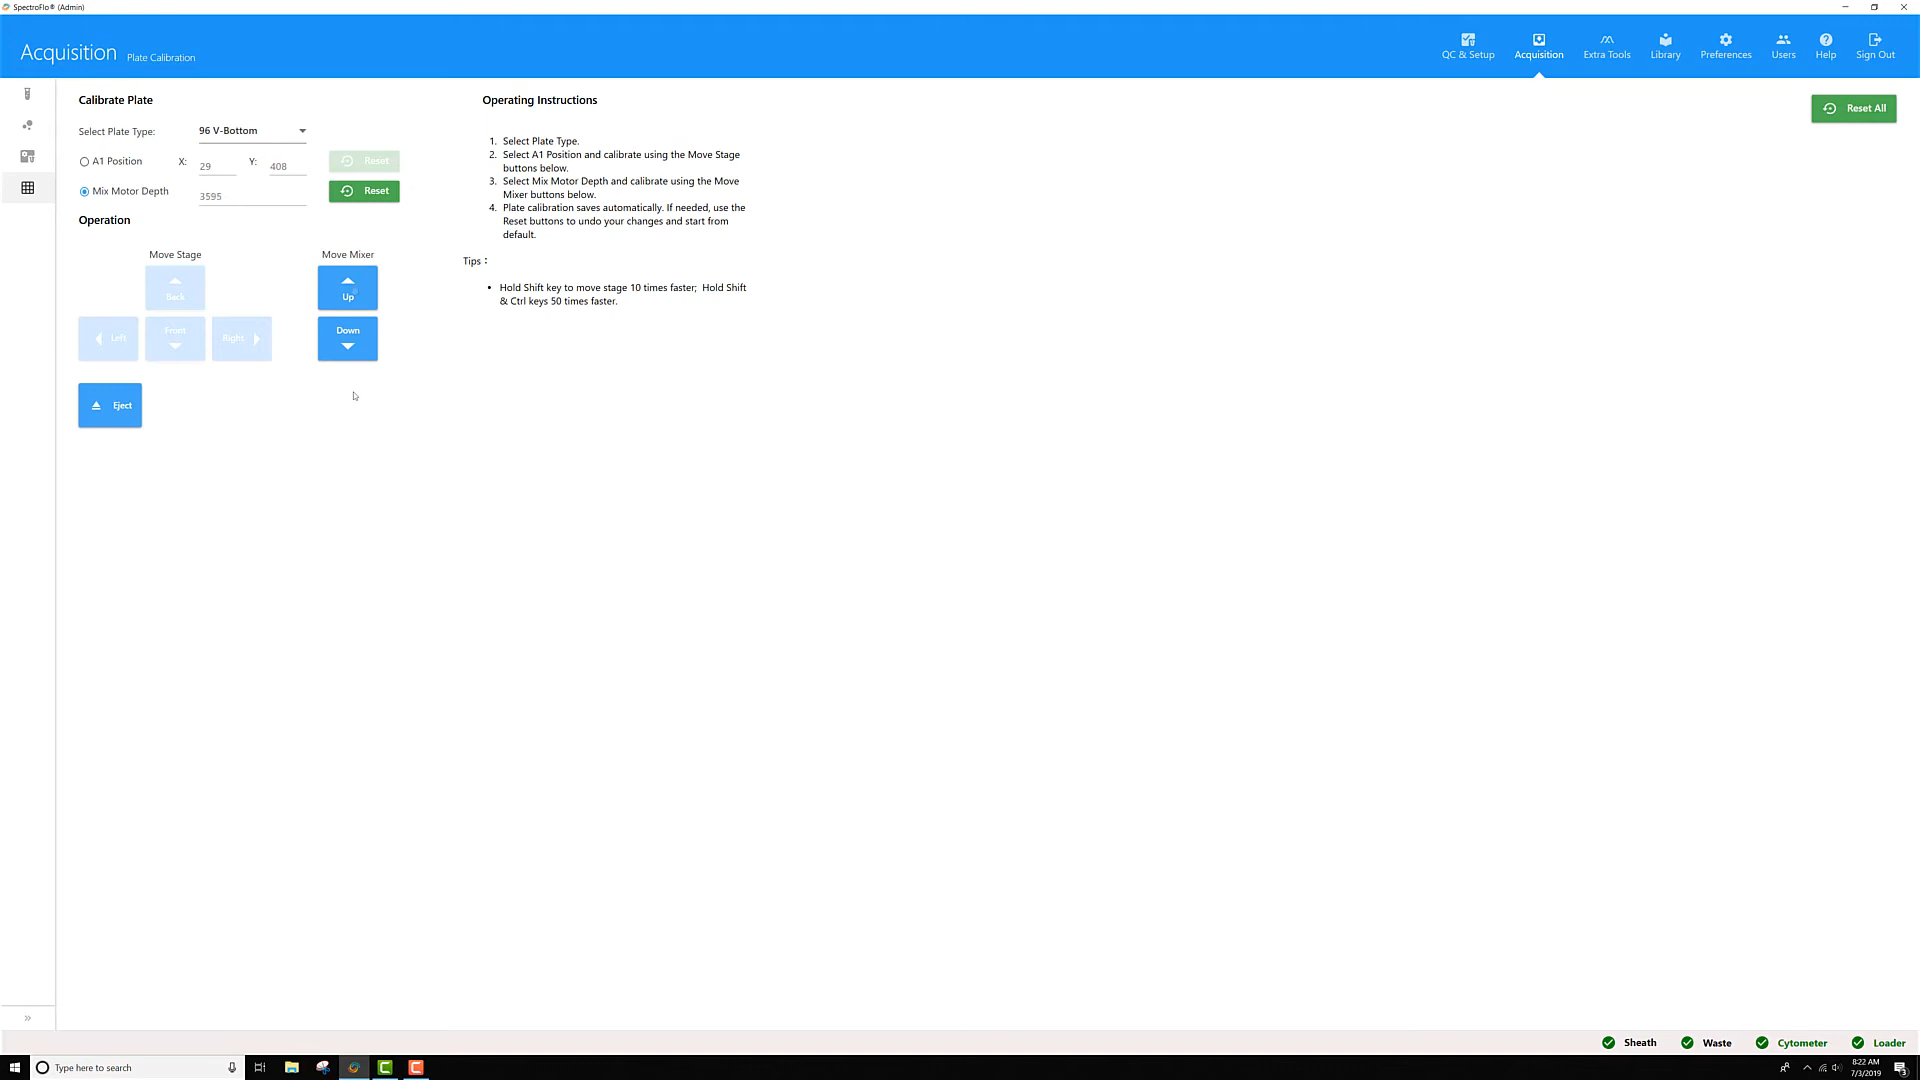 SpectroFlo® (Admin)
Acquisition Plate Calibration
QC & Setup
Acquisition
Extra Tools
Library
Preferences
Users
Help
Sign Out
Calibrate Plate
Select Plate Type: 96 V-Bottom
A1 Position X: 29 Y: 408 Reset
Mix Motor Depth 3595 Reset
Operation
Move Stage
Back
Left
Front
Right
Move Mixer
Up
Down
Eject
Operating Instructions
1. Select Plate Type.
2. Select A1 Position and calibrate using the Move Stage
buttons below.
3. Select Mix Motor Depth and calibrate using the Move
Mixer buttons below.
4. Plate calibration saves automatically. If needed, use the
Reset buttons to undo your changes and start from
default.
Tips :
• Hold Shift key to move stage 10 times faster; Hold Shift
& Ctrl keys 50 times faster.
Reset All
Sheath
Waste
Cytometer
Loader
Type here to search
8:22 AM
7/3/2019
3